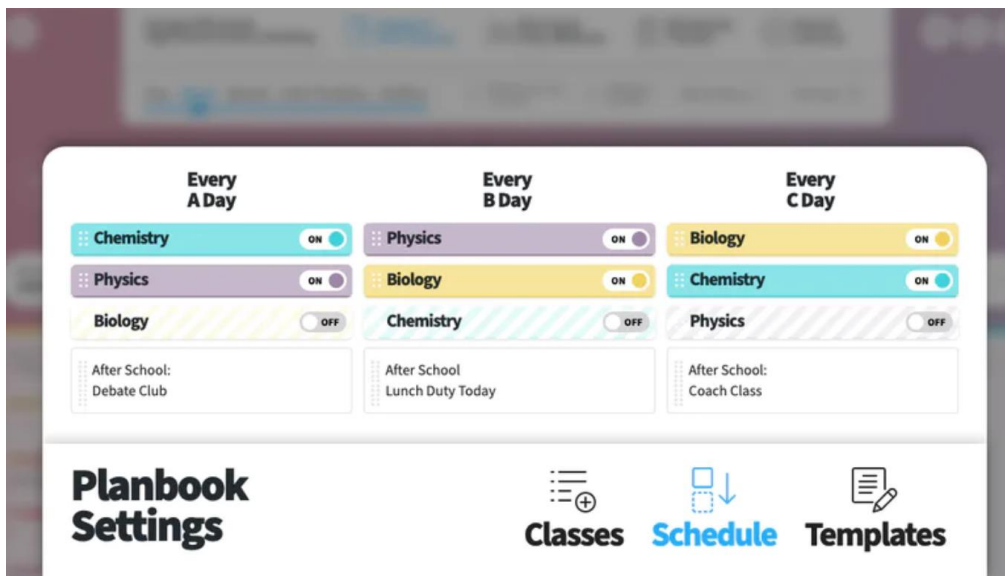 Every
A Day
Chemistry ON
Physics ON
Biology OFF
After School:
Debate Club
Every
B Day
Physics ON
Biology ON
Chemistry OFF
After School
Lunch Duty Today
Every
C Day
Biology ON
Chemistry ON
Physics OFF
After School:
Coach Class
Planbook
Settings
Classes
Schedule
Templates